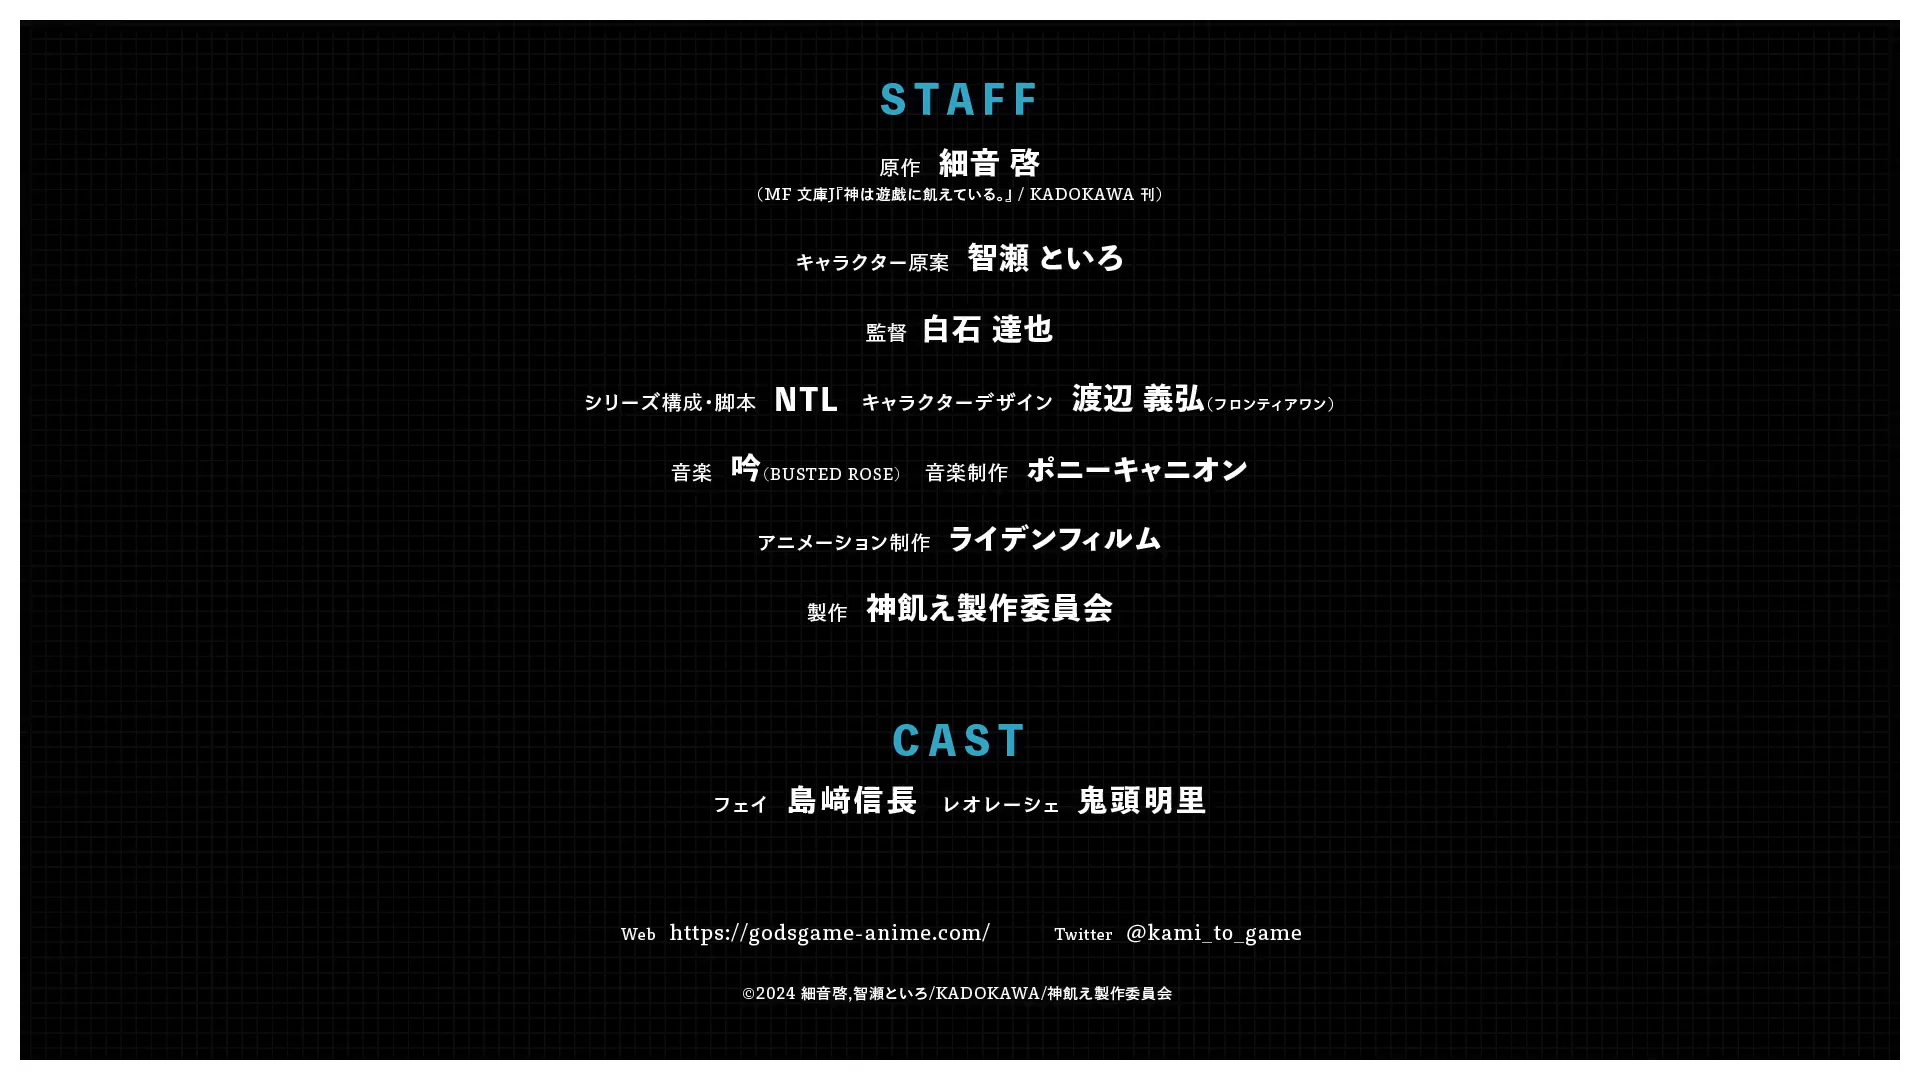 STAFF
原作 細音 啓
（MF 文庫J『神は遊戯に飢えている。』 / KADOKAWA 刊）
キャラクター原案 智瀬 といろ
監督 白石 達也
シリーズ構成・脚本 NTL キャラクターデザイン 渡辺 義弘（フロンティアワン）
音楽 吟（BUSTED ROSE） 音楽制作 ポニーキャニオン
アニメーション制作 ライデンフィルム
製作 神飢え製作委員会
CAST
フェイ 島﨑信長 レオレーシェ 鬼頭明里
Web https://godsgame-anime.com/ Twitter @kami_to_game
©2024 細音啓,智瀬といろ/KADOKAWA/神飢え製作委員会